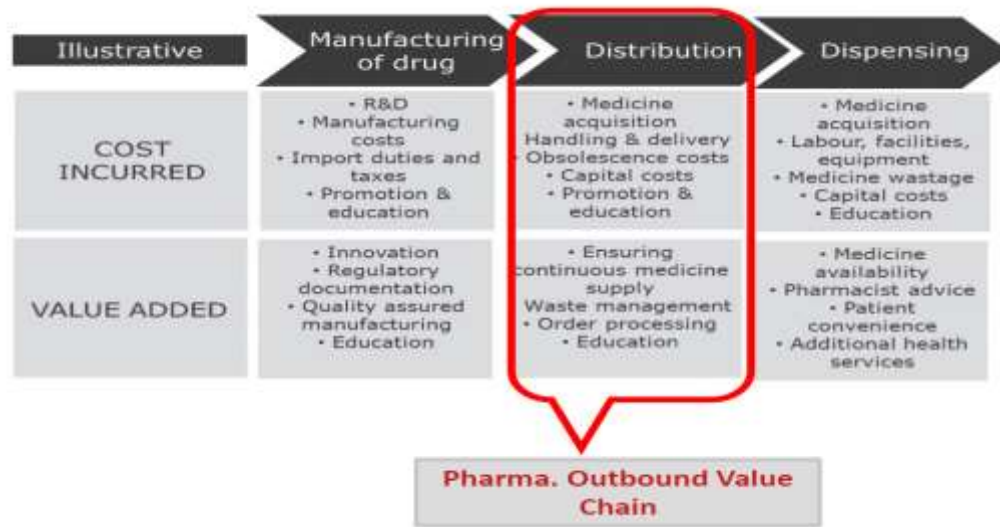 Illustrative
Manufacturing
of drug
Distribution
Dispensing
COST
INCURRED
• R&D
• Manufacturing
costs
• Import duties and
taxes
• Promotion &
education
• Medicine
acquisition
Handling & delivery
• Obsolescence costs
• Capital costs
• Promotion &
education
• Medicine
acquisition
• Labour, facilities,
equipment
• Medicine wastage
• Capital costs
• Education
VALUE ADDED
• Innovation
• Regulatory
documentation
• Quality assured
manufacturing
• Education
• Ensuring
continuous medicine
supply
Waste management
• Order processing
• Education
• Medicine
availability
• Pharmacist advice
• Patient
convenience
• Additional health
services
Pharma. Outbound Value
Chain